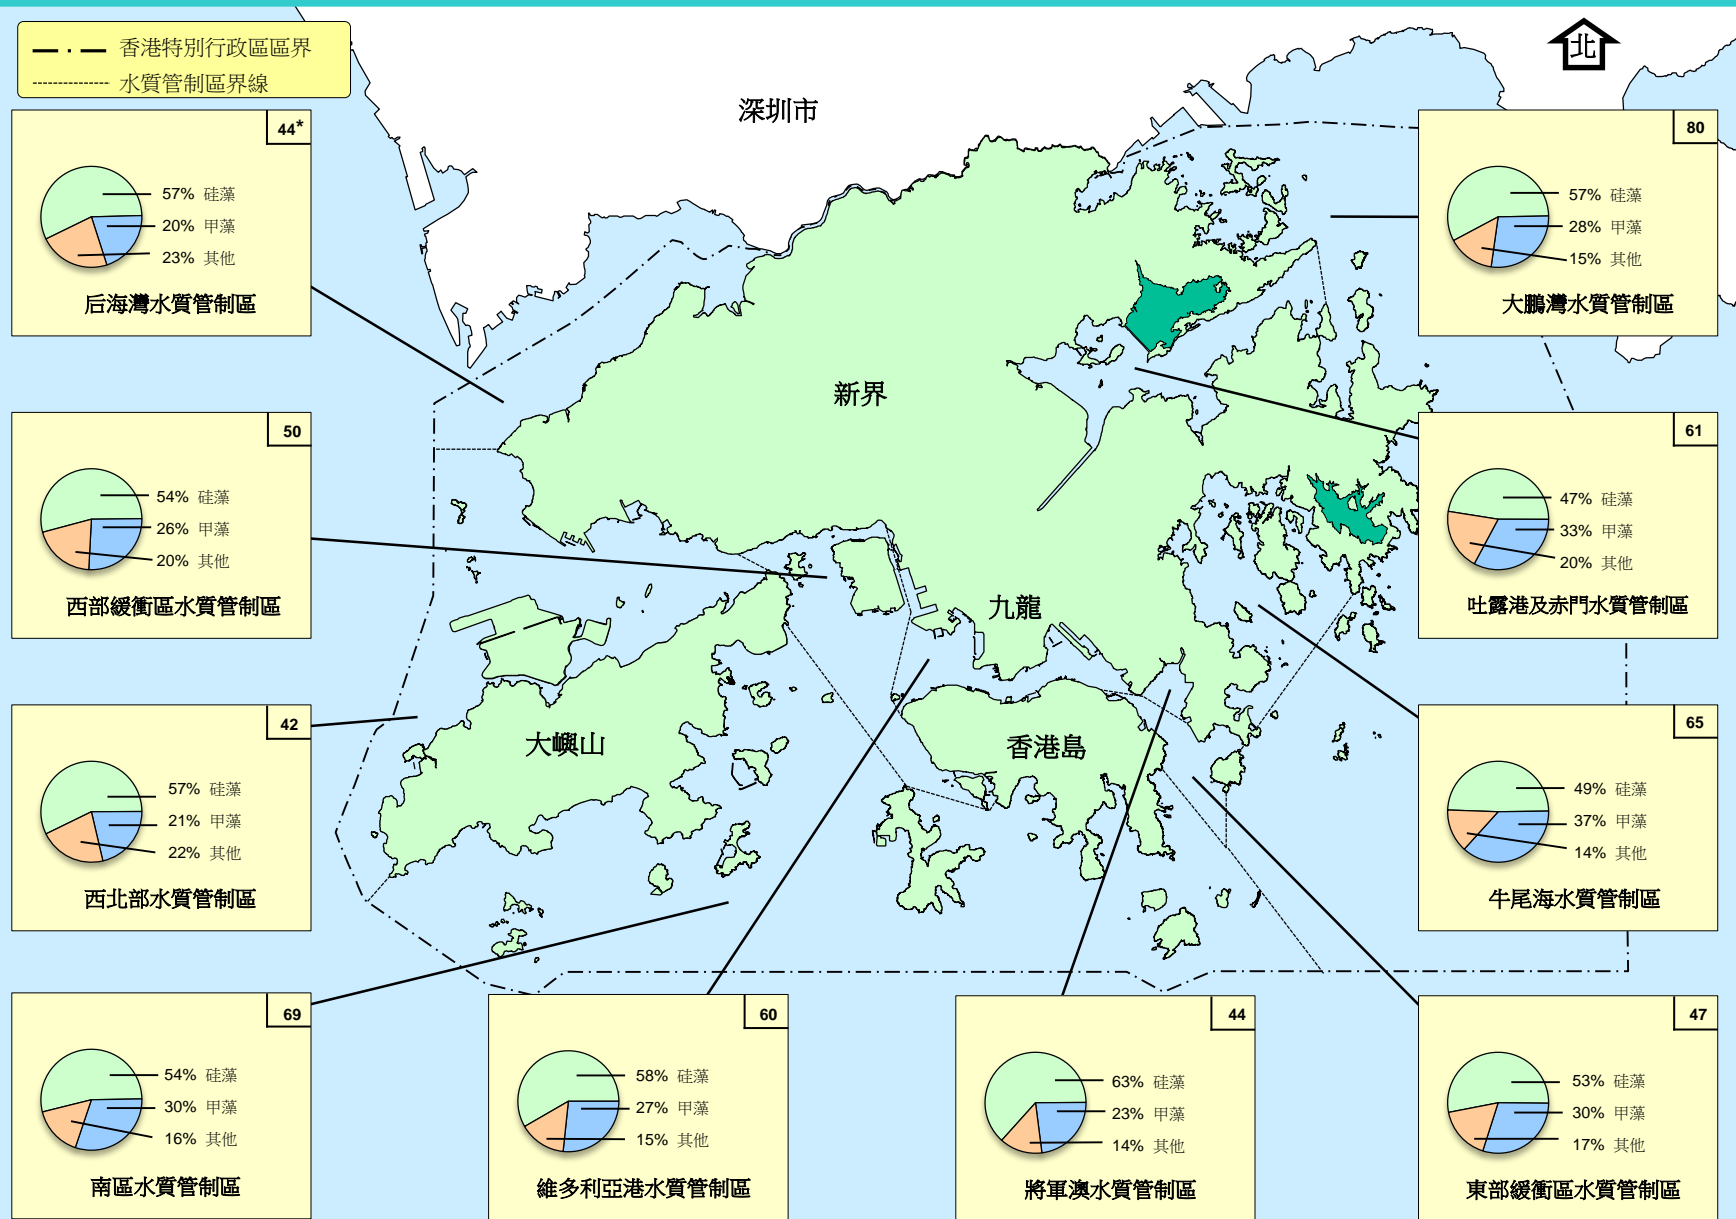 香港特別行政區區界
水質管制區界線
北
深圳市
新界
九龍
大嶼山
香港島
44*
57% 硅藻
20% 甲藻
23% 其他
后海灣水質管制區
50
54% 硅藻
26% 甲藻
20% 其他
西部緩衝區水質管制區
42
57% 硅藻
21% 甲藻
22% 其他
西北部水質管制區
69
54% 硅藻
30% 甲藻
16% 其他
南區水質管制區
60
58% 硅藻
27% 甲藻
15% 其他
維多利亞港水質管制區
44
63% 硅藻
23% 甲藻
14% 其他
將軍澳水質管制區
80
57% 硅藻
28% 甲藻
15% 其他
大鵬灣水質管制區
61
47% 硅藻
33% 甲藻
20% 其他
吐露港及赤門水質管制區
65
49% 硅藻
37% 甲藻
14% 其他
牛尾海水質管制區
47
53% 硅藻
30% 甲藻
17% 其他
東部緩衝區水質管制區